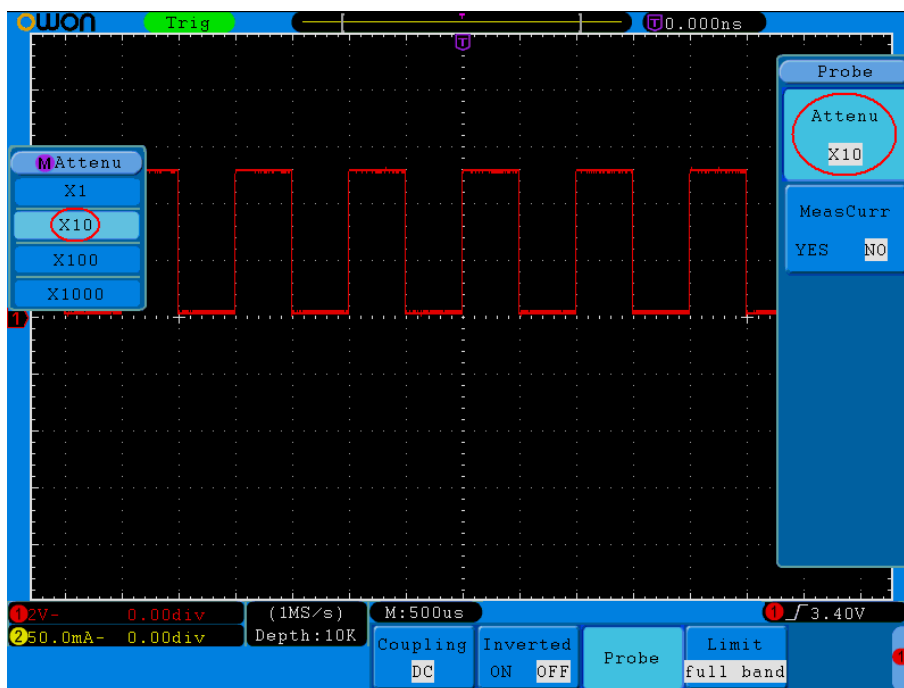 owon Trig T T 0.000ns
T
Probe
Attenu
X10
MeasCurr
YES NO
M Attenu
X1
X10
X100
X1000
1
1 2V- 0.00div (1MS/s) M:500us 1 3.40V
2 50.0mA- 0.00div Depth:10K
Coupling Inverted Probe Limit
DC ON OFF full band
1